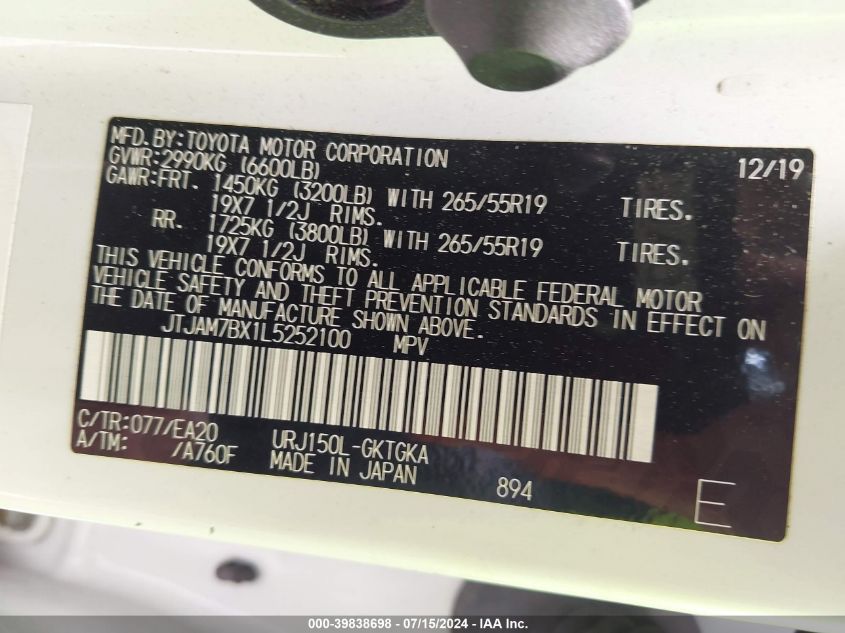 MFD.BY:TOYOTA MOTOR CORPORATION 12/19
GVWR:2990KG (6600LB)
GAWR:FRT. 1450KG (3200LB) WITH 265/55R19 TIRES.
19X7 1/2J RIMS.
RR. 1725KG (3800LB) WITH 265/55R19 TIRES.
19X7 1/2J RIMS.
THIS VEHICLE CONFORMS TO ALL APPLICABLE FEDERAL MOTOR
VEHICLE SAFETY AND THEFT PREVENTION STANDARDS IN EFFECT ON
THE DATE OF MANUFACTURE SHOWN ABOVE.
JTJAM7BX1L5252100 MPV
C/TR:077/EA20 URJ150L-GKTGKA
A/TM: /A760F MADE IN JAPAN 894 E
000-39838698 - 07/15/2024 - IAA Inc.